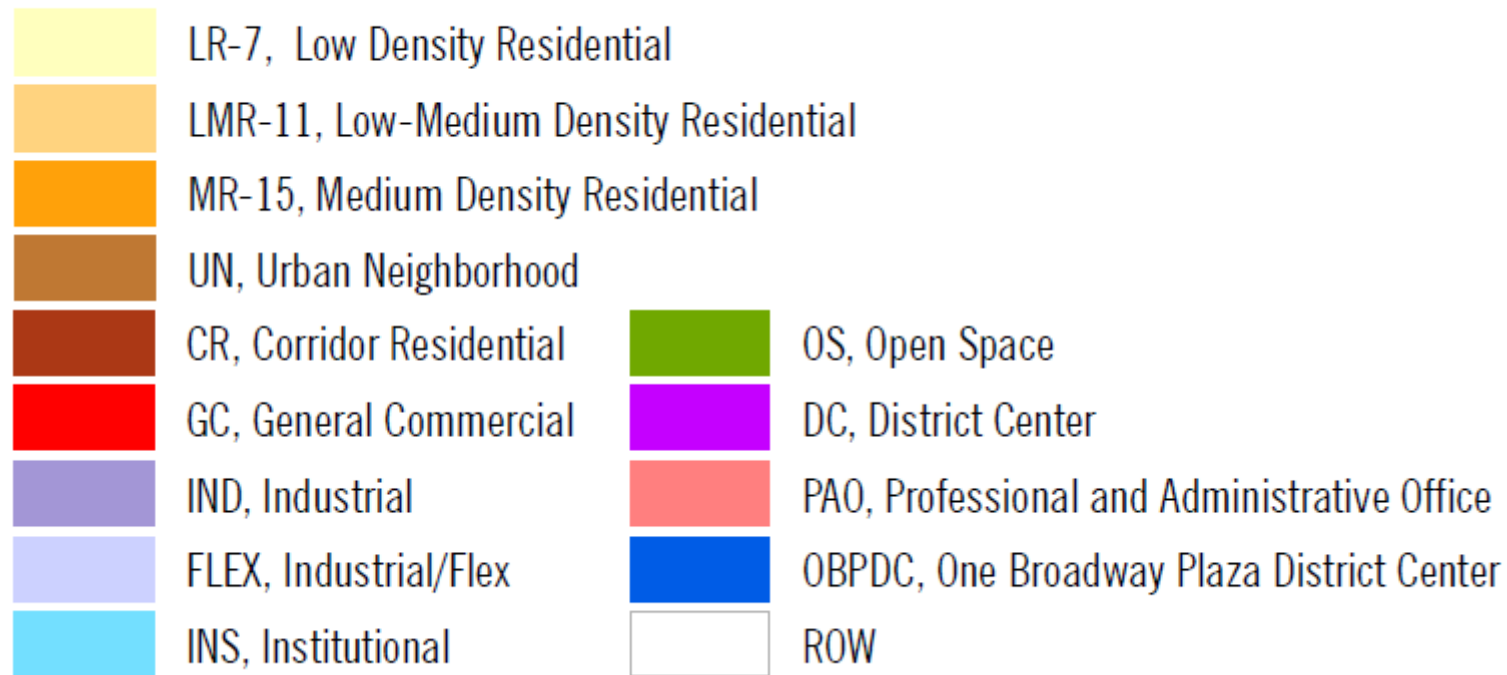 LR-7, Low Density Residential
LMR-11, Low-Medium Density Residential
MR-15, Medium Density Residential
UN, Urban Neighborhood
CR, Corridor Residential
GC, General Commercial
IND, Industrial
FLEX, Industrial/Flex
INS, Institutional
OS, Open Space
DC, District Center
PAO, Professional and Administrative Office
OBPDC, One Broadway Plaza District Center
ROW